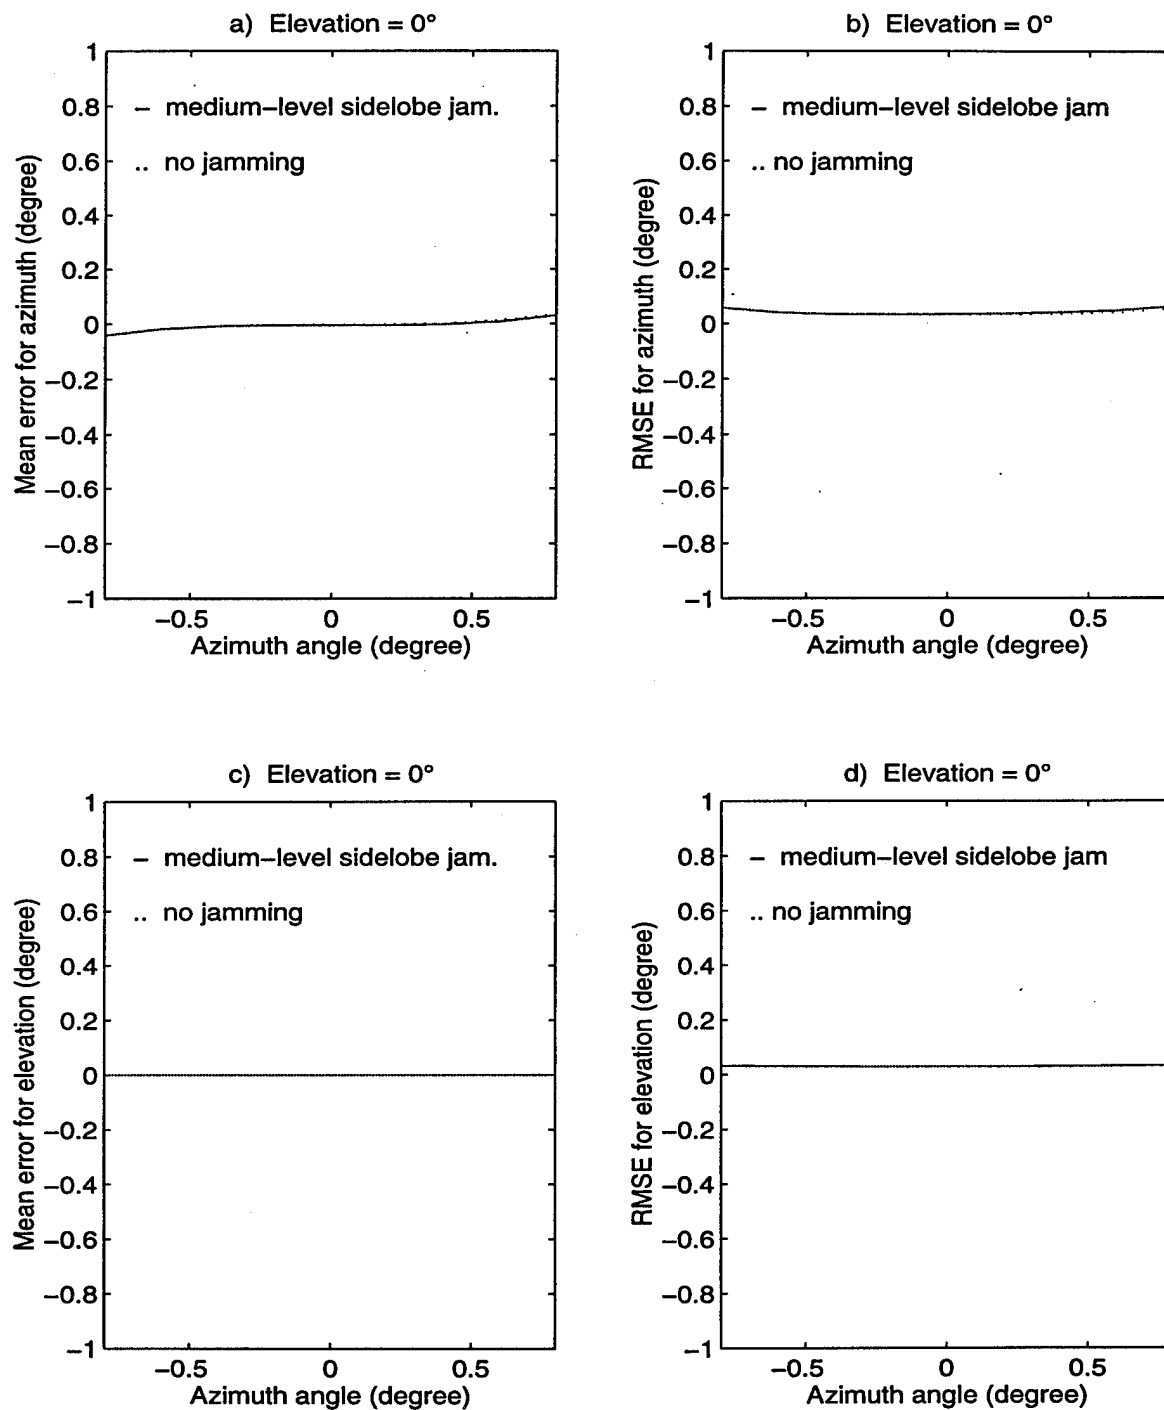 a) Elevation = 0°
1
0.8
0.6
0.4
0.2
0
−0.2
−0.4
−0.6
−0.8
−1
− medium−level sidelobe jam.
.. no jamming
Mean error for azimuth (degree)
−0.5 0 0.5
Azimuth angle (degree)
b) Elevation = 0°
1
0.8
0.6
0.4
0.2
0
−0.2
−0.4
−0.6
−0.8
−1
− medium−level sidelobe jam
.. no jamming
RMSE for azimuth (degree)
−0.5 0 0.5
Azimuth angle (degree)
c) Elevation = 0°
1
0.8
0.6
0.4
0.2
0
−0.2
−0.4
−0.6
−0.8
−1
− medium−level sidelobe jam.
.. no jamming
Mean error for elevation (degree)
−0.5 0 0.5
Azimuth angle (degree)
d) Elevation = 0°
1
0.8
0.6
0.4
0.2
0
−0.2
−0.4
−0.6
−0.8
−1
− medium−level sidelobe jam
.. no jamming
RMSE for elevation (degree)
−0.5 0 0.5
Azimuth angle (degree)